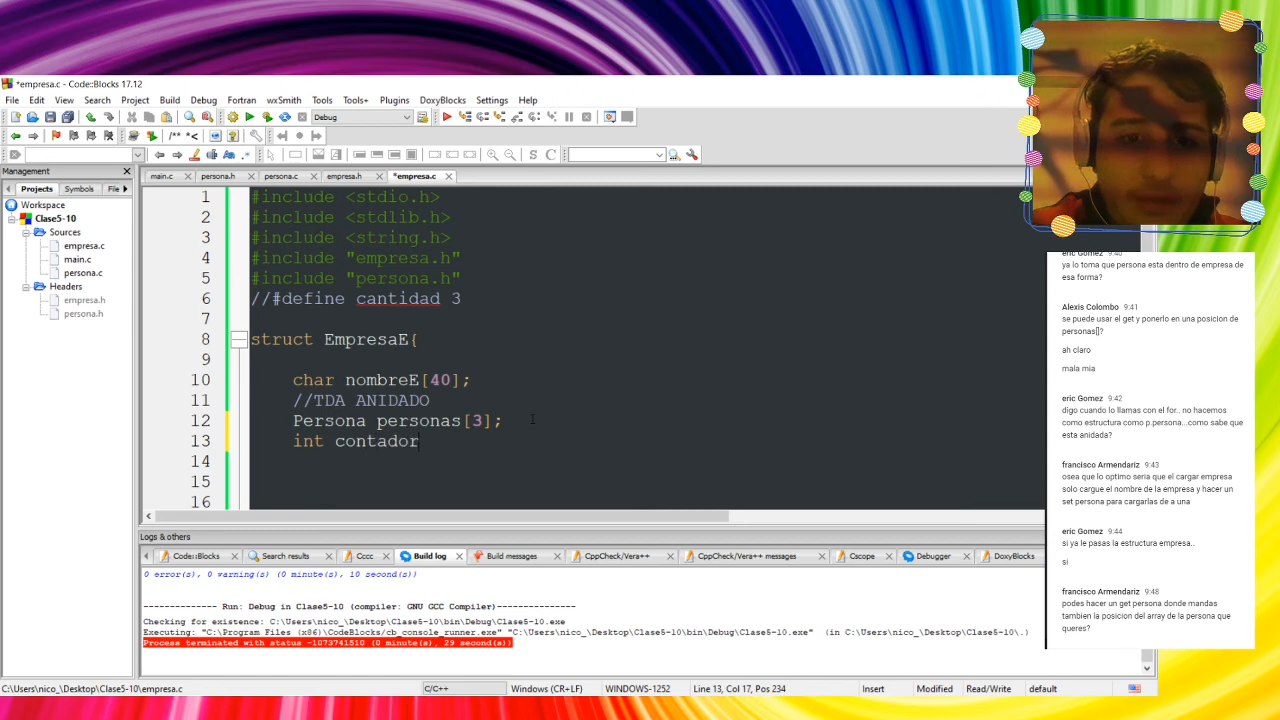 *empresa.c - Code::Blocks 17.12
File Edit View Search Project Build Debug Fortran wxSmith Tools Tools+ Plugins DoxyBlocks Settings Help
Debug
/** *<
Aa
S C
Management
main.c persona.h persona.c empresa.h *empresa.c
Projects Symbols File
Workspace
Clase5-10
Sources
empresa.c
main.c
persona.c
Headers
empresa.h
persona.h
1 #include <stdio.h>
2 #include <stdlib.h>
3 #include <string.h>
4 #include "empresa.h"
5 #include "persona.h"
6 //#define cantidad 3
7
8 struct EmpresaE{
9
10 char nombreE[40];
11 //TDA ANIDADO
12 Persona personas[3];
13 int contador
14
15
16
Logs & others
Code::Blocks Search results Cccc Build log Build messages CppCheck/Vera++ CppCheck/Vera++ messages Cscope Debugger DoxyBlocks
0 error(s), 0 warning(s) (0 minute(s), 10 second(s))
-------------- Run: Debug in Clase5-10 (compiler: GNU GCC Compiler)---------------
Checking for existence: C:\Users\nico_\Desktop\Clase5-10\bin\Debug\Clase5-10.exe
Executing: "C:\Program Files (x86)\CodeBlocks/cb_console_runner.exe" "C:\Users\nico_\Desktop\Clase5-10\bin\Debug\Clase5-10.exe" (in C:\Users\nico_\Desktop\Clase5-10\.)
Process terminated with status -1073741510 (0 minute(s), 29 second(s))
C:\Users\nico_\Desktop\Clase5-10\empresa.c C/C++ Windows (CR+LF) WINDOWS-1252 Line 13, Col 17, Pos 234 Insert Modified Read/Write default
eric Gomez 9:40
ya lo toma que persona esta dentro de empresa de
esa forma?
Alexis Colombo 9:41
se puede usar el get y ponerlo en una posicion de
personas[]?
ah claro
mala mia
eric Gomez 9:42
digo cuando lo llamas con el for.. no hacemos
como estructura como p.persona...como sabe que
esta anidada?
francisco Armendariz 9:43
osea que lo optimo seria que el cargar empresa
solo cargue el nombre de la empresa y hacer un
set persona para cargarlas de a una
eric Gomez 9:44
si ya le pasas la estructura empresa..
si
francisco Armendariz 9:48
podes hacer un get persona donde mandas
tambien la posicion del array de la persona que
queres?